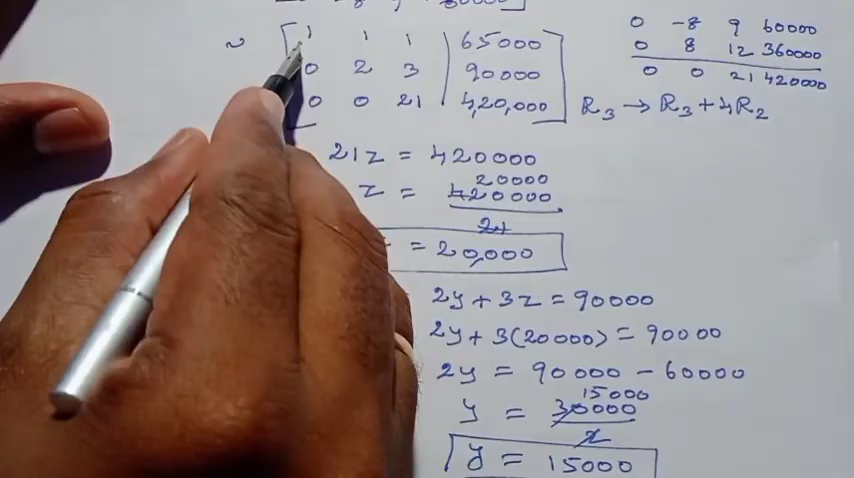 ~ 1 1 1 65000
0 2 3 90000
0 0 21 4,20,000
0 -8 9 60000
0 8 12 360000
0 0 21 420000
R3 → R3 + 4R2
21z = 420000
20000
z = 420000
21
= 20,000
2y + 3z = 90000
2y + 3(20000) = 90000
2y = 90000 - 60000
15000
y = 30000
2
y = 15000